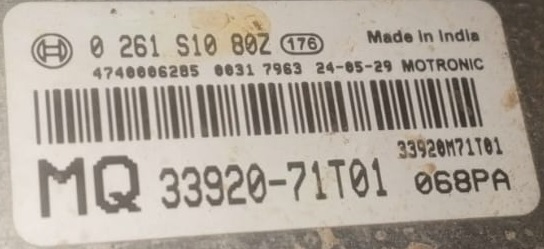 0 261 S10 80Z 176 Made in India
4740006285 0031 7963 24-05-29 MOTRONIC
33920M71T01
MQ 33920-71T01 068PA